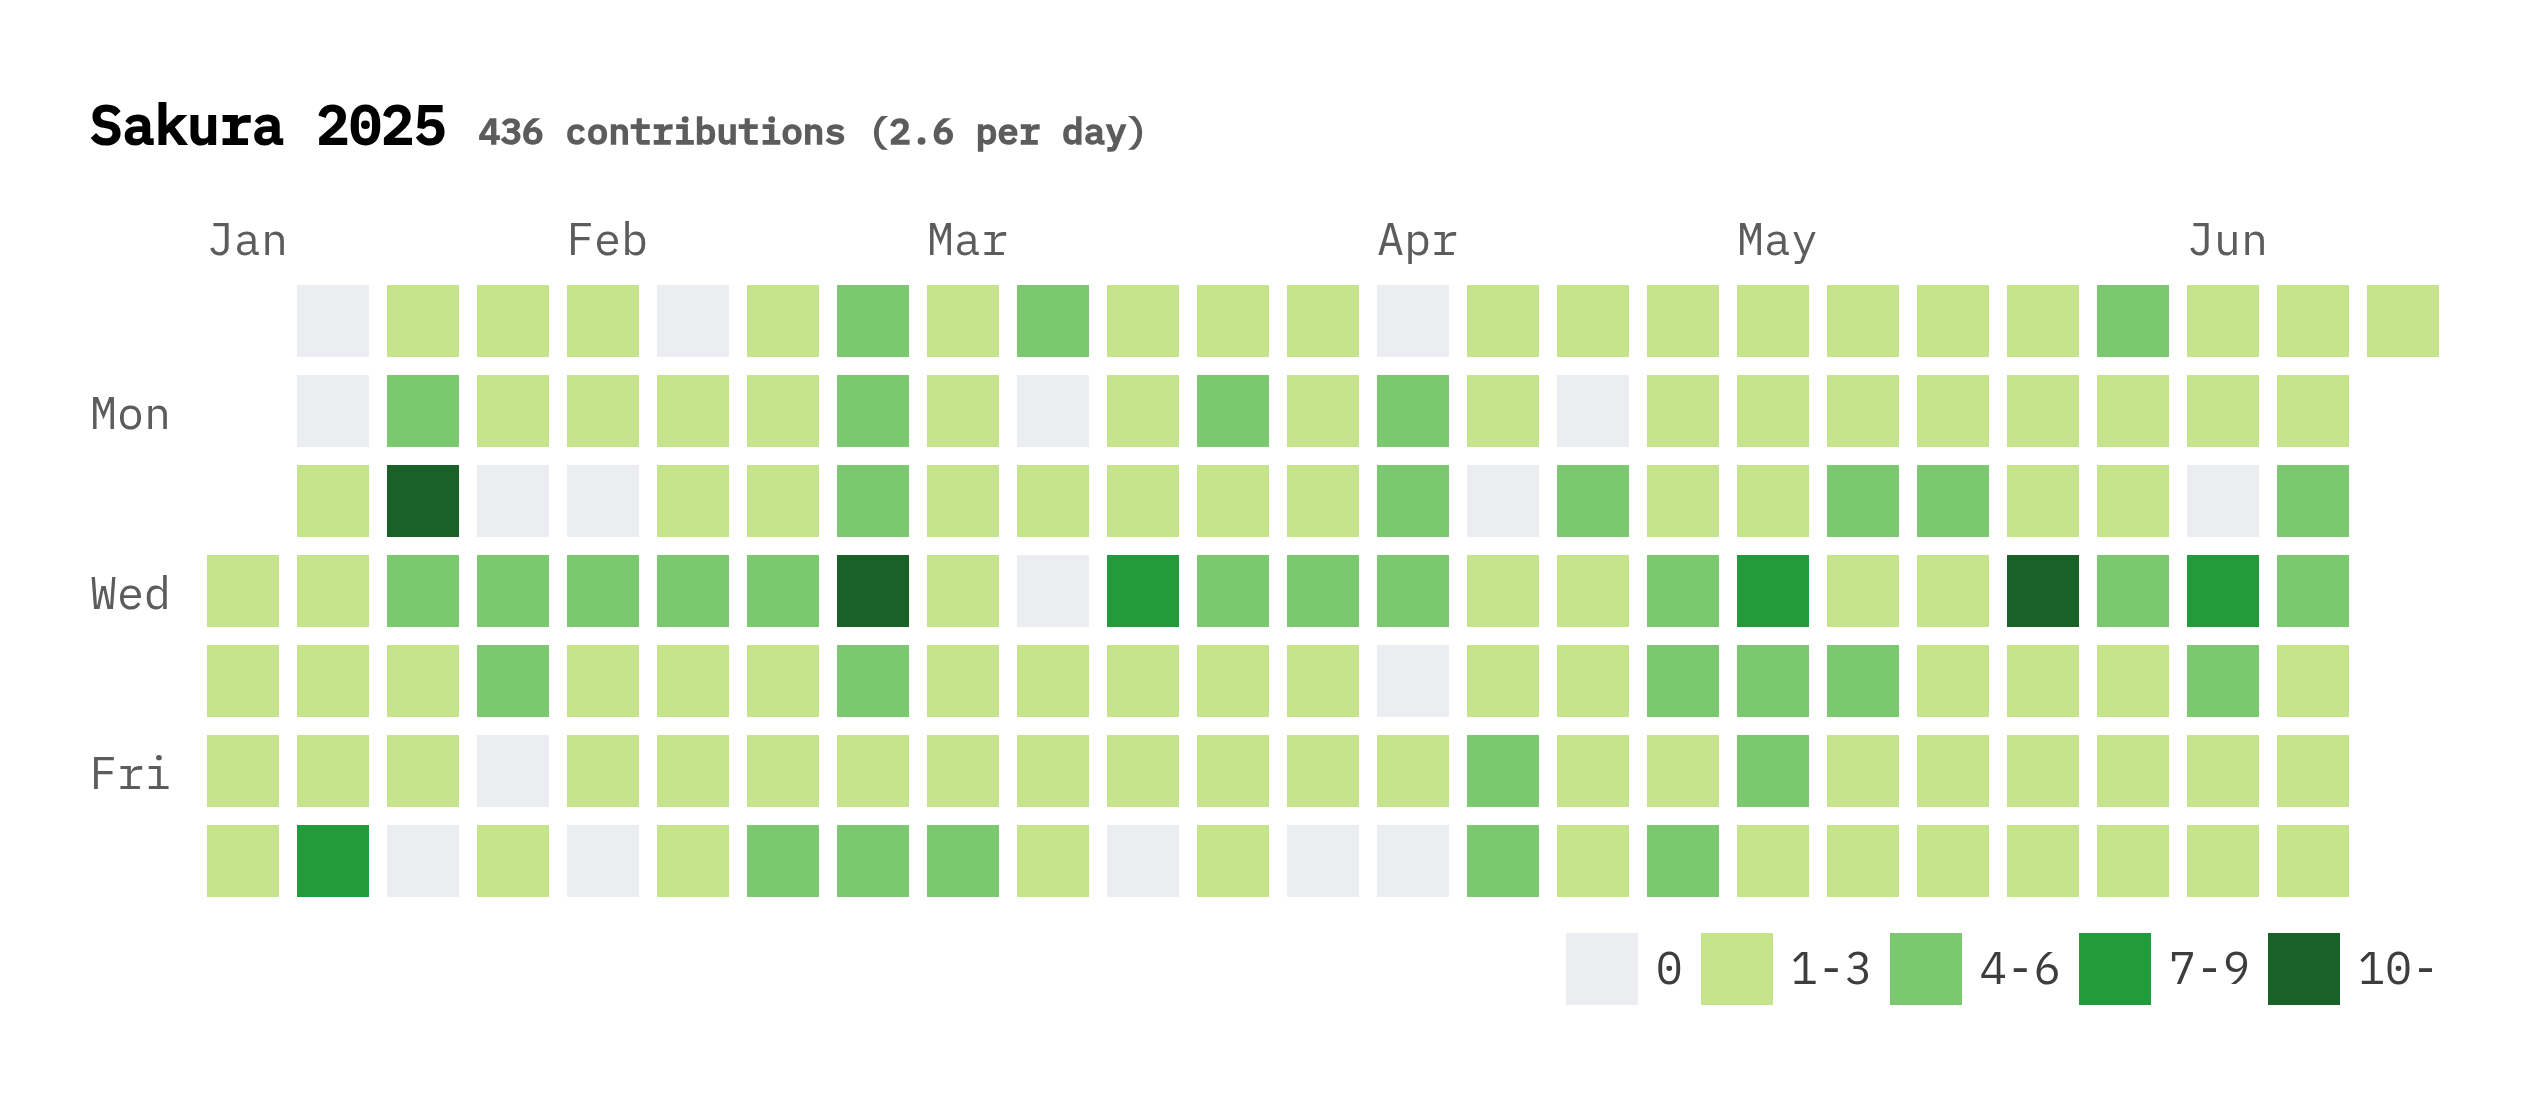 Sakura 2025 436 contributions (2.6 per day)
Jan Feb Mar Apr May Jun
Mon
Wed
Fri
0 1-3 4-6 7-9 10-